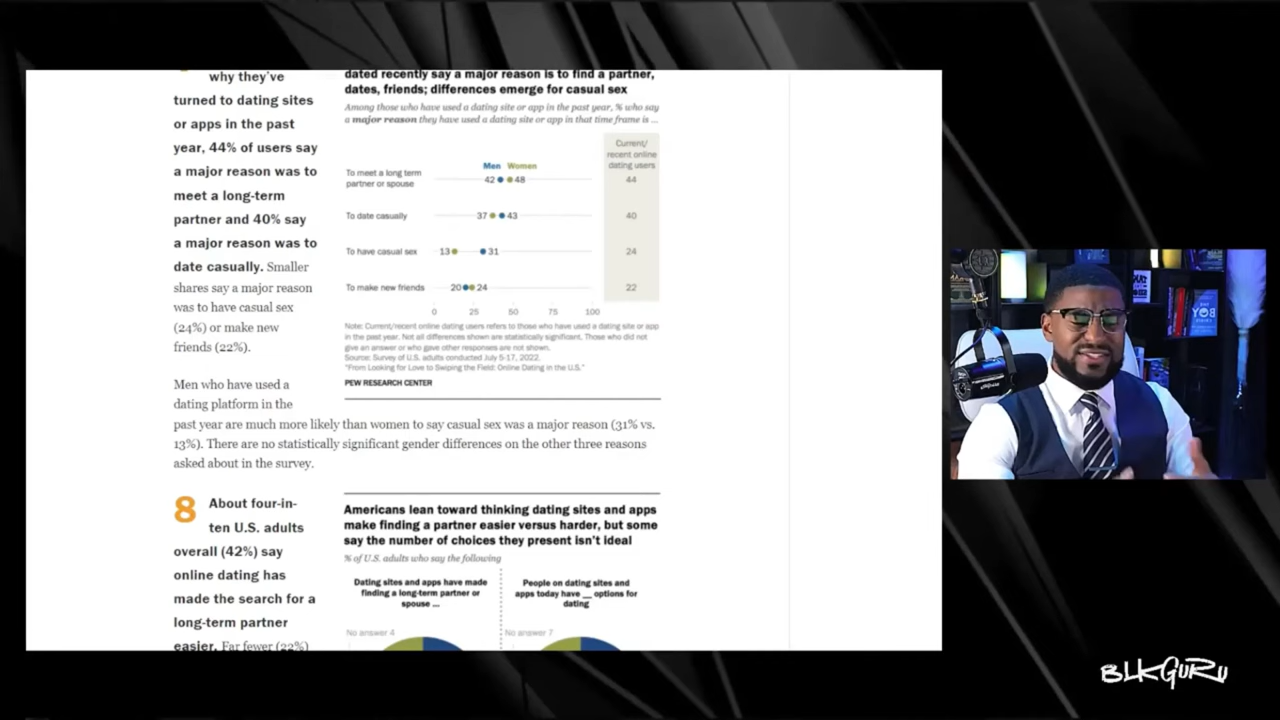 why they've
turned to dating sites
or apps in the past
year, 44% of users say
a major reason was to
meet a long-term
partner and 40% say
a major reason was to
date casually. Smaller
shares say a major reason
was to have casual sex
(24%) or make new
friends (22%).
Men who have used a
dating platform in the
past year are much more likely than women to say casual sex was a major reason (31% vs.
13%). There are no statistically significant gender differences on the other three reasons
asked about in the survey.
dated recently say a major reason is to find a partner,
dates, friends; differences emerge for casual sex
Among those who have used a dating site or app in the past year, % who say
a major reason they have used a dating site or app in that time frame is ...
Current/
recent online
dating users
Men Women
To meet a long term
partner or spouse
42 48 44
To date casually 37 43 40
To have casual sex 13 31 24
To make new friends 20 24 22
0 25 50 75 100
Note: Current/recent online dating users refers to those who have used a dating site or app
in the past year. Not all differences shown are statistically significant. Those who did not
give an answer or who gave other responses are not shown.
Source: Survey of U.S. adults conducted July 5-17, 2022.
"From Looking for Love to Swiping the Field: Online Dating in the U.S."
PEW RESEARCH CENTER
8 About four-in-
ten U.S. adults
overall (42%) say
online dating has
made the search for a
long-term partner
easier. Far fewer (22%)
Americans lean toward thinking dating sites and apps
make finding a partner easier versus harder, but some
say the number of choices they present isn't ideal
% of U.S. adults who say the following
Dating sites and apps have made
finding a long-term partner or
spouse ...
People on dating sites and
apps today have __ options for
dating
No answer 4
No answer 7
BOY
BLKGURU